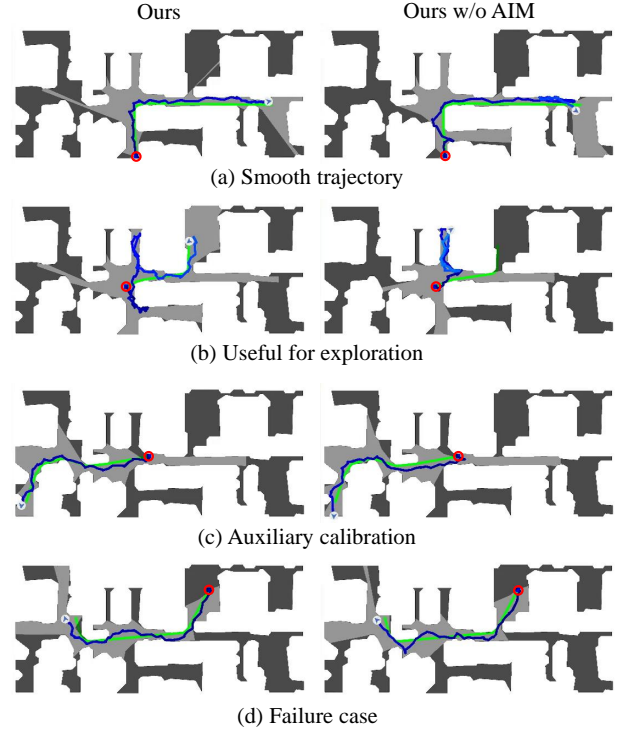 Ours
Ours w/o AIM
(a) Smooth trajectory
(b) Useful for exploration
(c) Auxiliary calibration
(d) Failure case